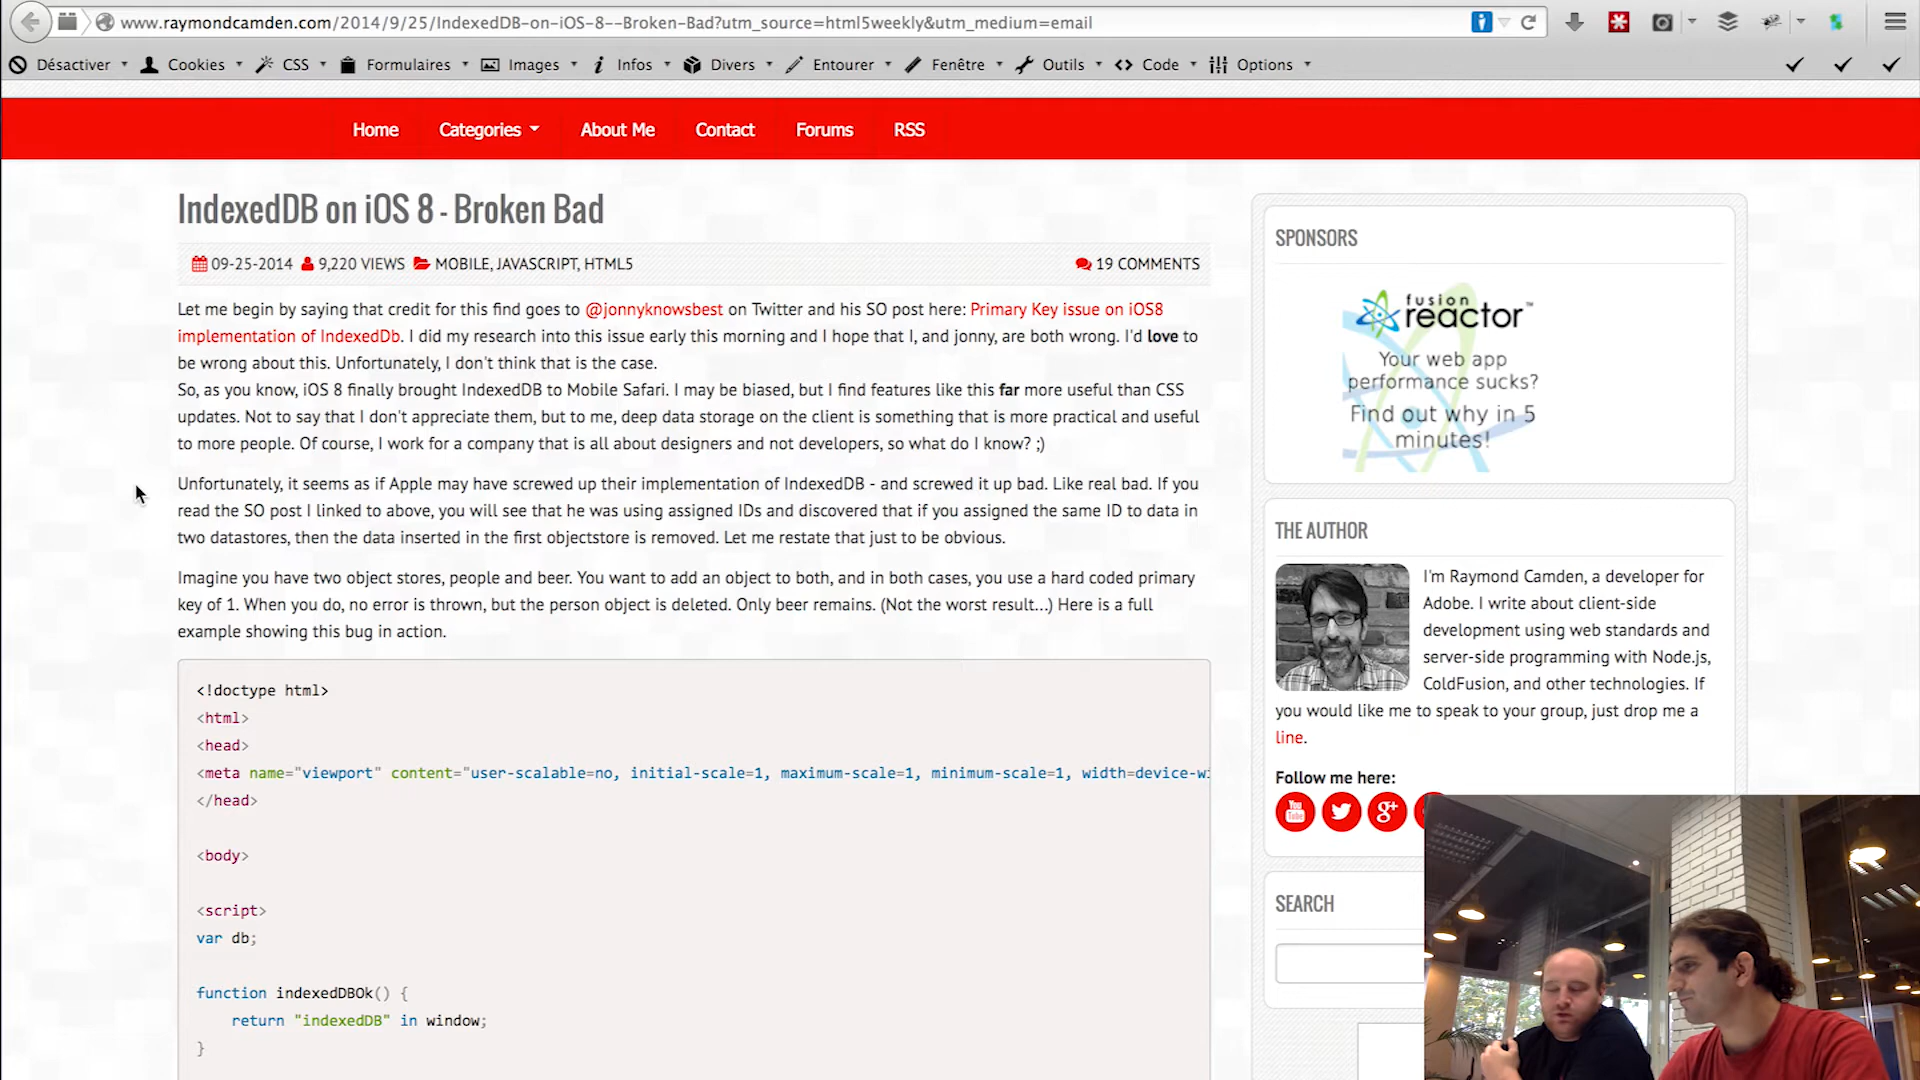 www.raymondcamden.com/2014/9/25/IndexedDB-on-iOS-8--Broken-Bad?utm_source=html5weekly&utm_medium=email
Désactiver Cookies CSS Formulaires Images Infos Divers Entourer Fenêtre Outils Code Options
Home Categories About Me Contact Forums RSS
IndexedDB on iOS 8 - Broken Bad
09-25-2014 9,220 VIEWS MOBILE, JAVASCRIPT, HTML5 19 COMMENTS
Let me begin by saying that credit for this find goes to @jonnyknowsbest on Twitter and his SO post here: Primary Key issue on iOS8
implementation of IndexedDb. I did my research into this issue early this morning and I hope that I, and jonny, are both wrong. I'd love to
be wrong about this. Unfortunately, I don't think that is the case.
So, as you know, iOS 8 finally brought IndexedDB to Mobile Safari. I may be biased, but I find features like this far more useful than CSS
updates. Not to say that I don't appreciate them, but to me, deep data storage on the client is something that is more practical and useful
to more people. Of course, I work for a company that is all about designers and not developers, so what do I know? ;)
Unfortunately, it seems as if Apple may have screwed up their implementation of IndexedDB - and screwed it up bad. Like real bad. If you
read the SO post I linked to above, you will see that he was using assigned IDs and discovered that if you assigned the same ID to data in
two datastores, then the data inserted in the first objectstore is removed. Let me restate that just to be obvious.
Imagine you have two object stores, people and beer. You want to add an object to both, and in both cases, you use a hard coded primary
key of 1. When you do, no error is thrown, but the person object is deleted. Only beer remains. (Not the worst result...) Here is a full
example showing this bug in action.
<!doctype html>
<html>
<head>
<meta name="viewport" content="user-scalable=no, initial-scale=1, maximum-scale=1, minimum-scale=1, width=device-wi
</head>
<body>
<script>
var db;
function indexedDBOk() {
return "indexedDB" in window;
}
SPONSORS
fusion
reactor™
Your web app
performance sucks?
Find out why in 5
minutes!
THE AUTHOR
I'm Raymond Camden, a developer for
Adobe. I write about client-side
development using web standards and
server-side programming with Node.js,
ColdFusion, and other technologies. If
you would like me to speak to your group, just drop me a
line.
Follow me here:
You Tube g+
SEARCH